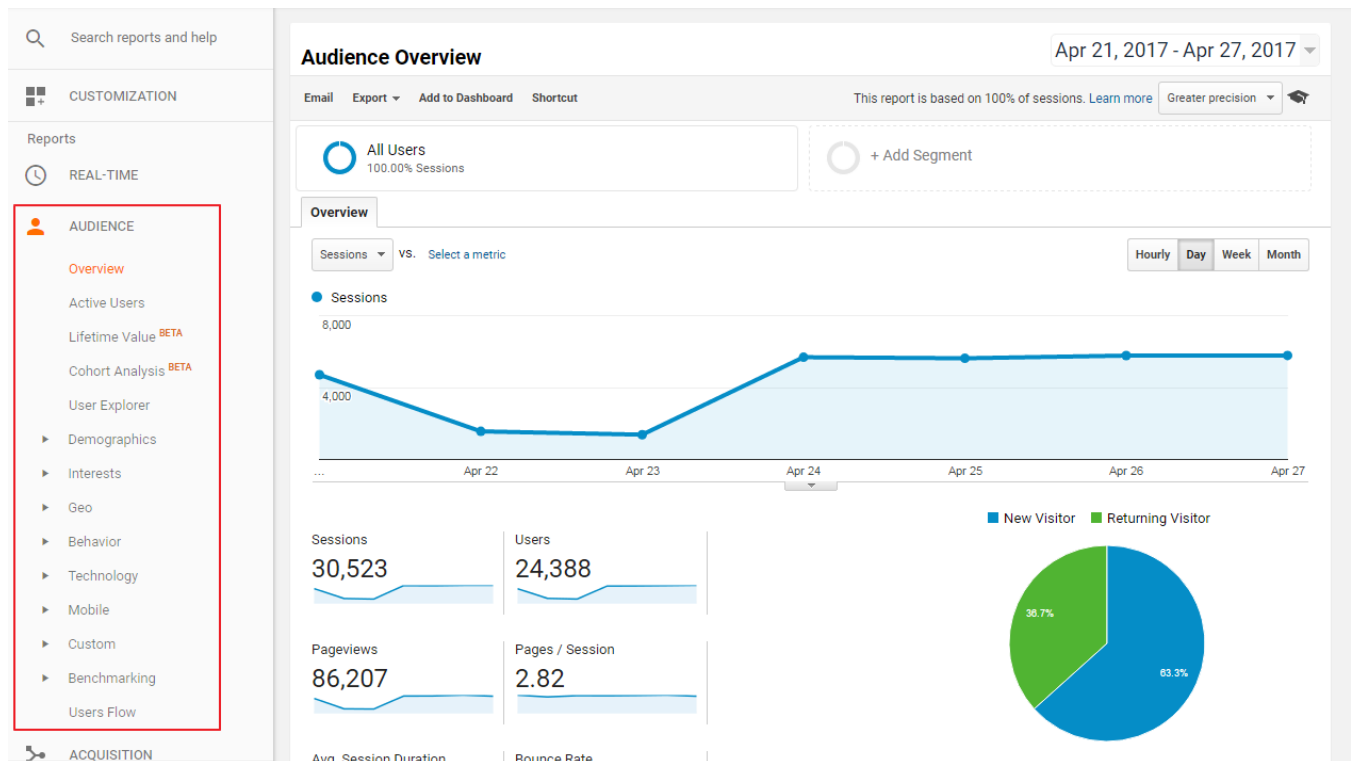 Search reports and help
CUSTOMIZATION
Reports
REAL-TIME
AUDIENCE
Overview
Active Users
Lifetime Value BETA
Cohort Analysis BETA
User Explorer
Demographics
Interests
Geo
Behavior
Technology
Mobile
Custom
Benchmarking
Users Flow
ACQUISITION
Audience Overview
Apr 21, 2017 - Apr 27, 2017
Email Export Add to Dashboard Shortcut
This report is based on 100% of sessions. Learn more Greater precision
All Users
100.00% Sessions
+ Add Segment
Overview
Sessions VS. Select a metric
Hourly Day Week Month
Sessions
8,000
4,000
... Apr 22 Apr 23 Apr 24 Apr 25 Apr 26 Apr 27
New Visitor Returning Visitor
Sessions Users
30,523 24,388
36.7%
63.3%
Pageviews Pages / Session
86,207 2.82
Avg. Session Duration Bounce Rate